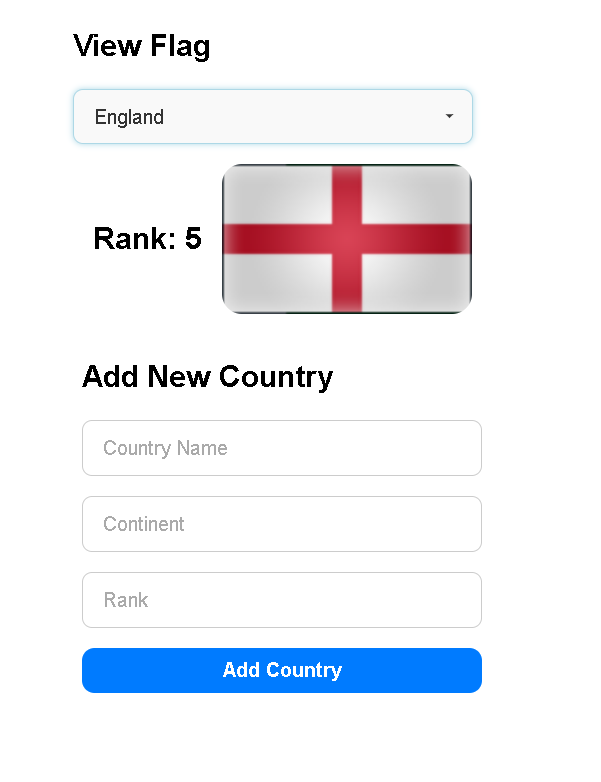 View Flag
England
Rank: 5
Add New Country
Country Name
Continent
Rank
Add Country